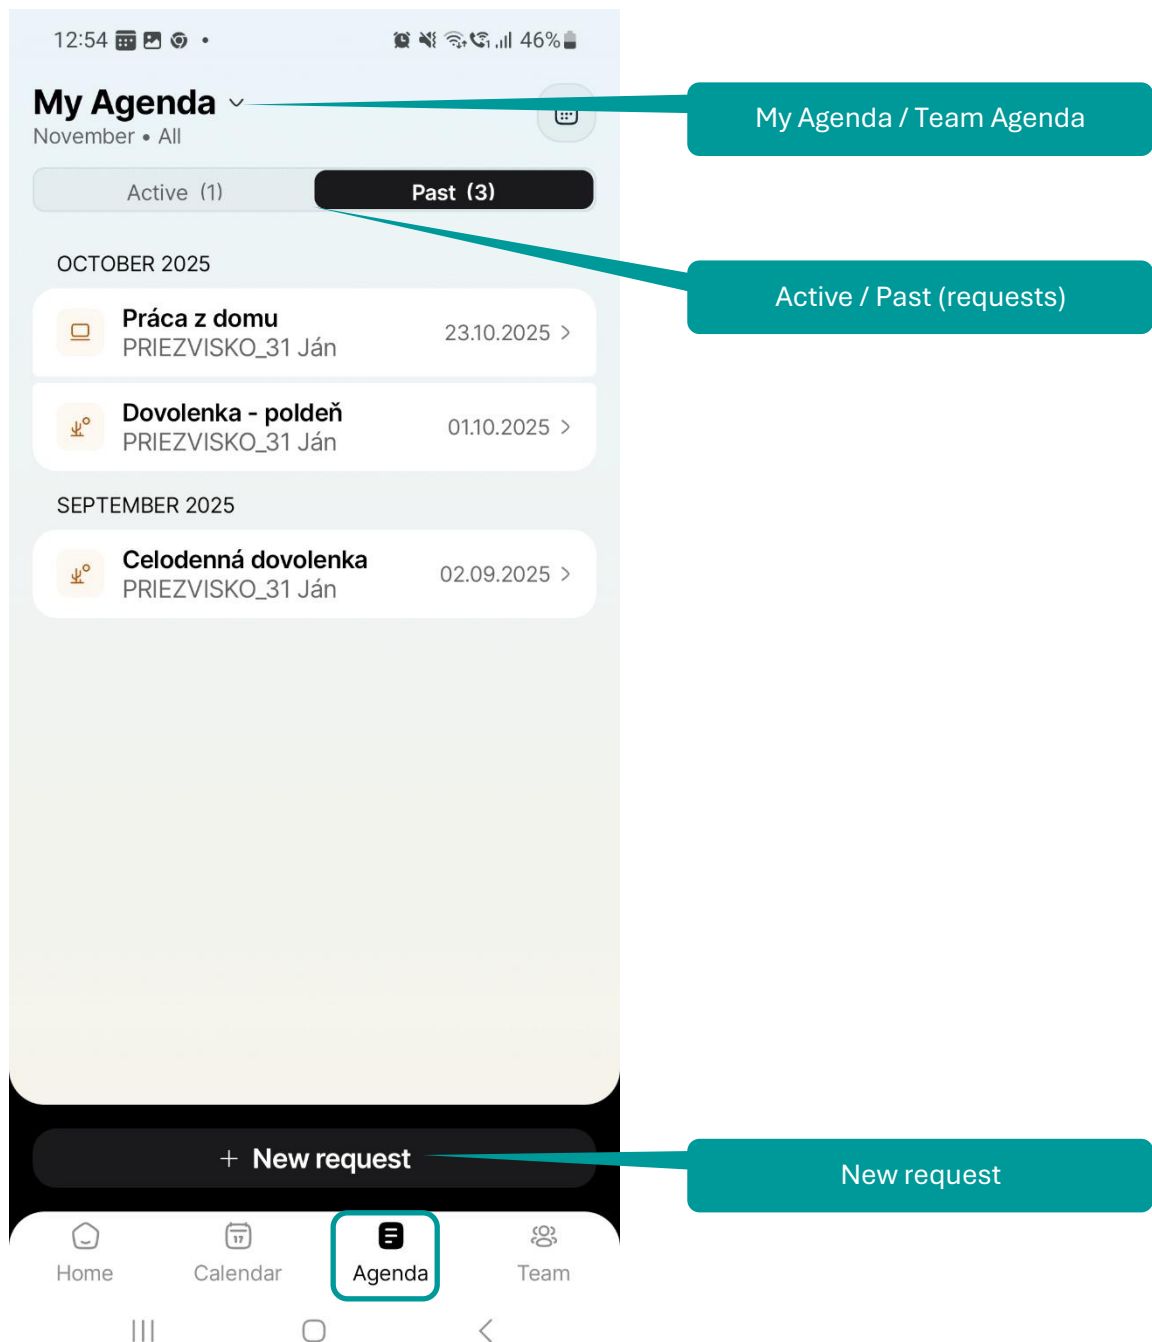 12:54
46%
My Agenda
November • All
My Agenda / Team Agenda
Active (1)
Past (3)
Active / Past (requests)
OCTOBER 2025
Práca z domu
PRIEZVISKO_31 Ján
23.10.2025
Dovolenka - poldeň
PRIEZVISKO_31 Ján
01.10.2025
SEPTEMBER 2025
Celodenná dovolenka
PRIEZVISKO_31 Ján
02.09.2025
+ New request
New request
17
Home
Calendar
Agenda
Team